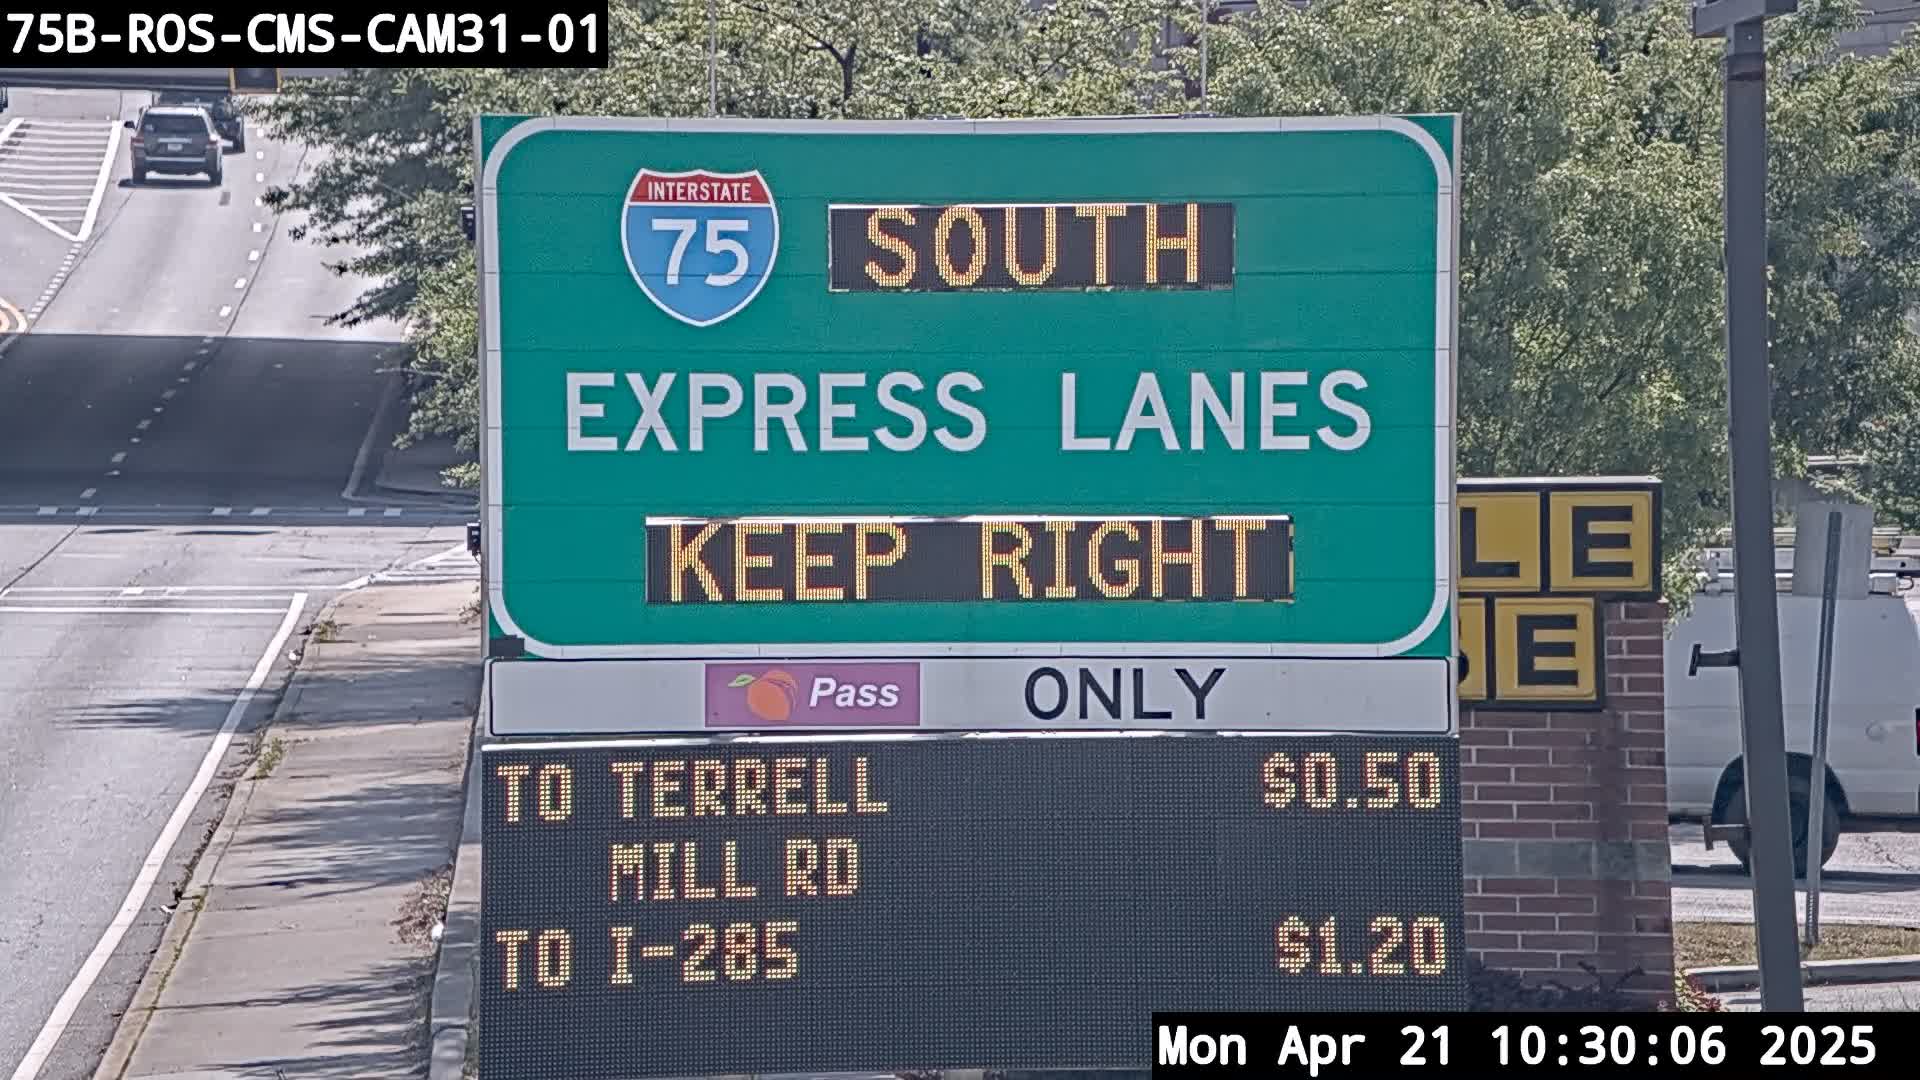 75B-ROS-CMS-CAM31-01
INTERSTATE
75
SOUTH
EXPRESS LANES
KEEP RIGHT
Pass ONLY
TO TERRELL $0.50
MILL RD
TO I-285 $1.20
LE
E
Mon Apr 21 10:30:06 2025